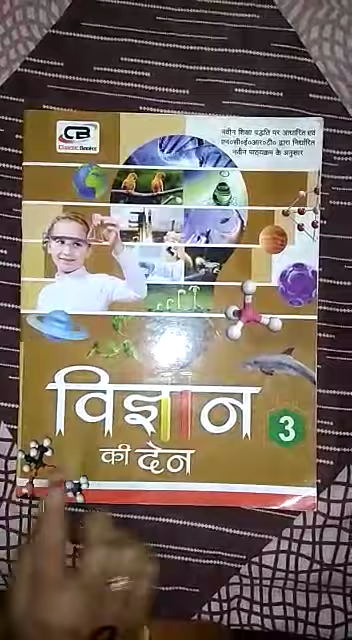 CB
Classic Books
नवीन शिक्षा पद्धति पर आधारित एवं
एन०सी०ई०आर०टी० द्वारा निर्धारित
नवीन पाठ्यक्रम के अनुसार
विज्ञान
3
की देन